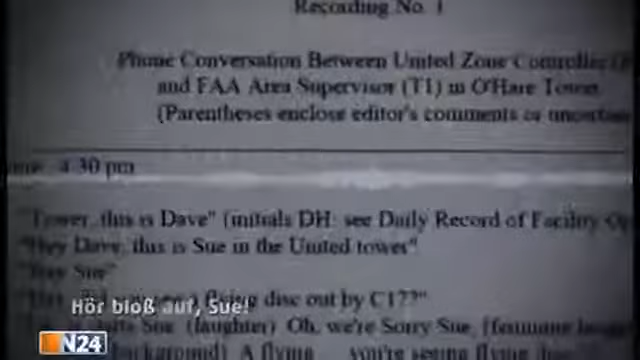 Recording No. 1
Phone Conversation Between United Zone Controller
and FAA Area Supervisor (T1) in O'Hare Tower
(Parentheses enclose editor's comments or
4:30 pm
"Tower, this is Dave" (initials DH: see Daily Record of Facility
"Hey Dave, this is Sue in the United tower"
"Hey Sue"
flying disc out by C17?"
Hör bloß auf, Sue!
Sue (laughter) Oh, we're Sorry Sue,
background) A flying you're seeing flying
N24